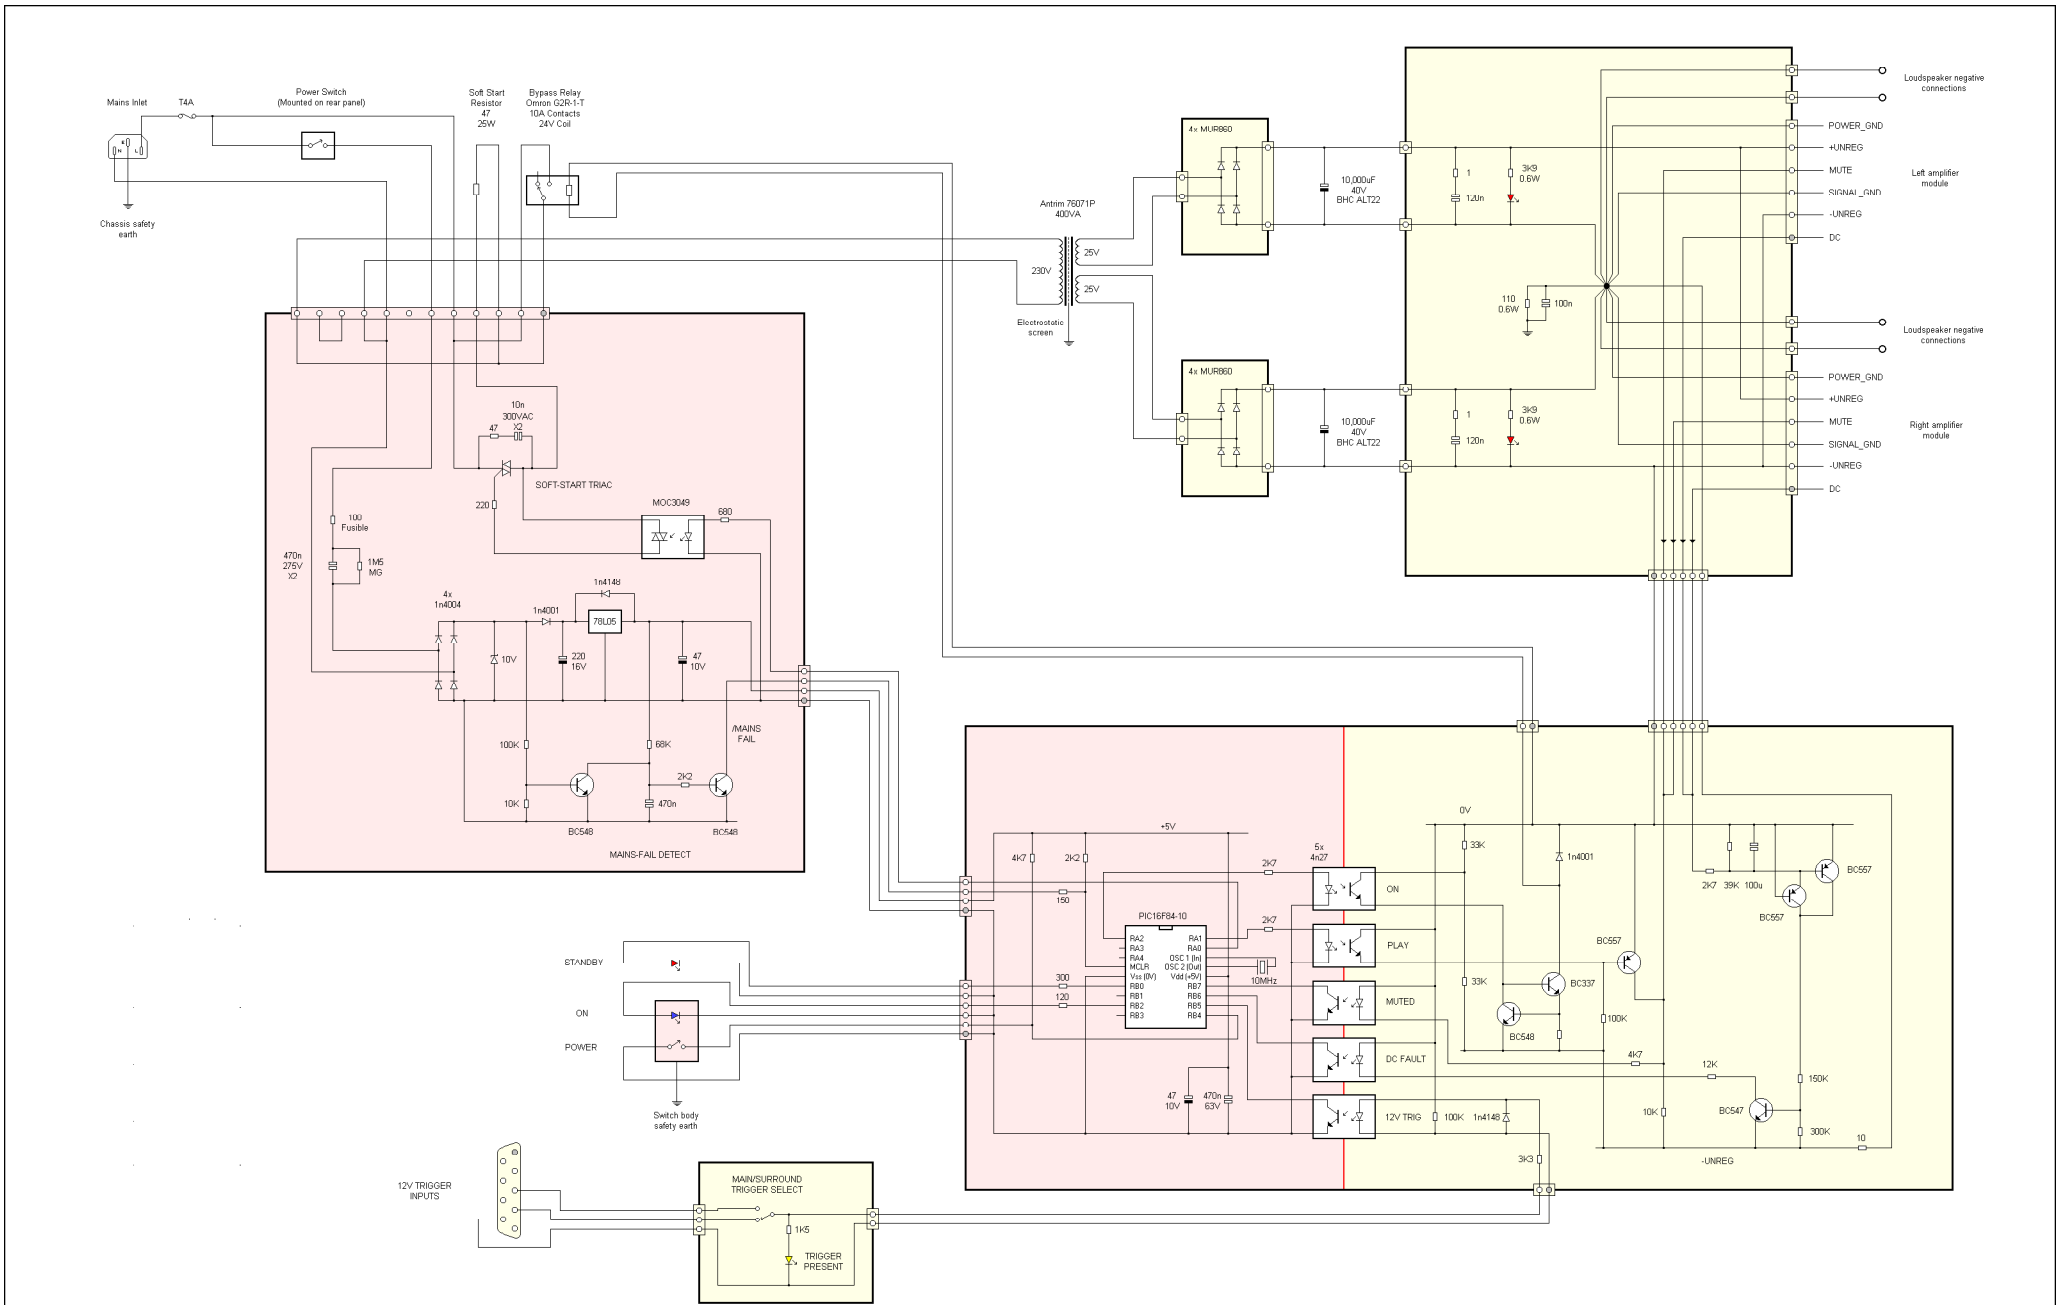 Mains Inlet
T4A
Power Switch
(Mounted on rear panel)
Soft Start
Resistor
47
25W
Bypass Relay
Omron G2R-1-T
10A Contacts
24V Coil
E
N
L
Chassis safety
earth
Antrim 76071P
400VA
230V
25V
25V
Electrostatic
screen
4x MUR860
10,000uF
40V
BHC ALT22
1
120n
3K9
0.6W
110
0.6W
100n
Loudspeaker negative
connections
POWER_GND
+UNREG
MUTE
SIGNAL_GND
-UNREG
DC
Left amplifier
module
4x MUR860
10,000uF
40V
BHC ALT22
1
120n
3K9
0.6W
Loudspeaker negative
connections
POWER_GND
+UNREG
MUTE
SIGNAL_GND
-UNREG
DC
Right amplifier
module
10n
300VAC
X2
47
SOFT-START TRIAC
220
MOC3049
680
100
Fusible
470n
275V
X2
1M5
MG
4x
1n4004
1n4148
1n4001
78L05
10V
220
16V
47
10V
/MAINS
FAIL
100K
68K
2K2
10K
470n
BC548
BC548
MAINS-FAIL DETECT
+5V
4K7
2K2
150
2K7
5x
4n27
ON
2K7
PLAY
PIC16F84-10
RA2
RA3
RA4
MCLR
Vss (0V)
RB0
RB1
RB2
RB3
RA1
RA0
OSC 1 (In)
OSC 2 (Out)
Vdd (+5V)
RB7
RB6
RB5
RB4
10MHz
MUTED
DC FAULT
12V TRIG
47
10V
470n
63V
300
120
0V
33K
1n4001
33K
BC337
BC548
BC557
100K
2K7
39K
100u
BC557
BC557
4K7
12K
150K
10K
BC547
300K
10
100K
1n4148
3K3
-UNREG
STANDBY
ON
POWER
Switch body
safety earth
12V TRIGGER
INPUTS
MAIN/SURROUND
TRIGGER SELECT
1K5
TRIGGER
PRESENT